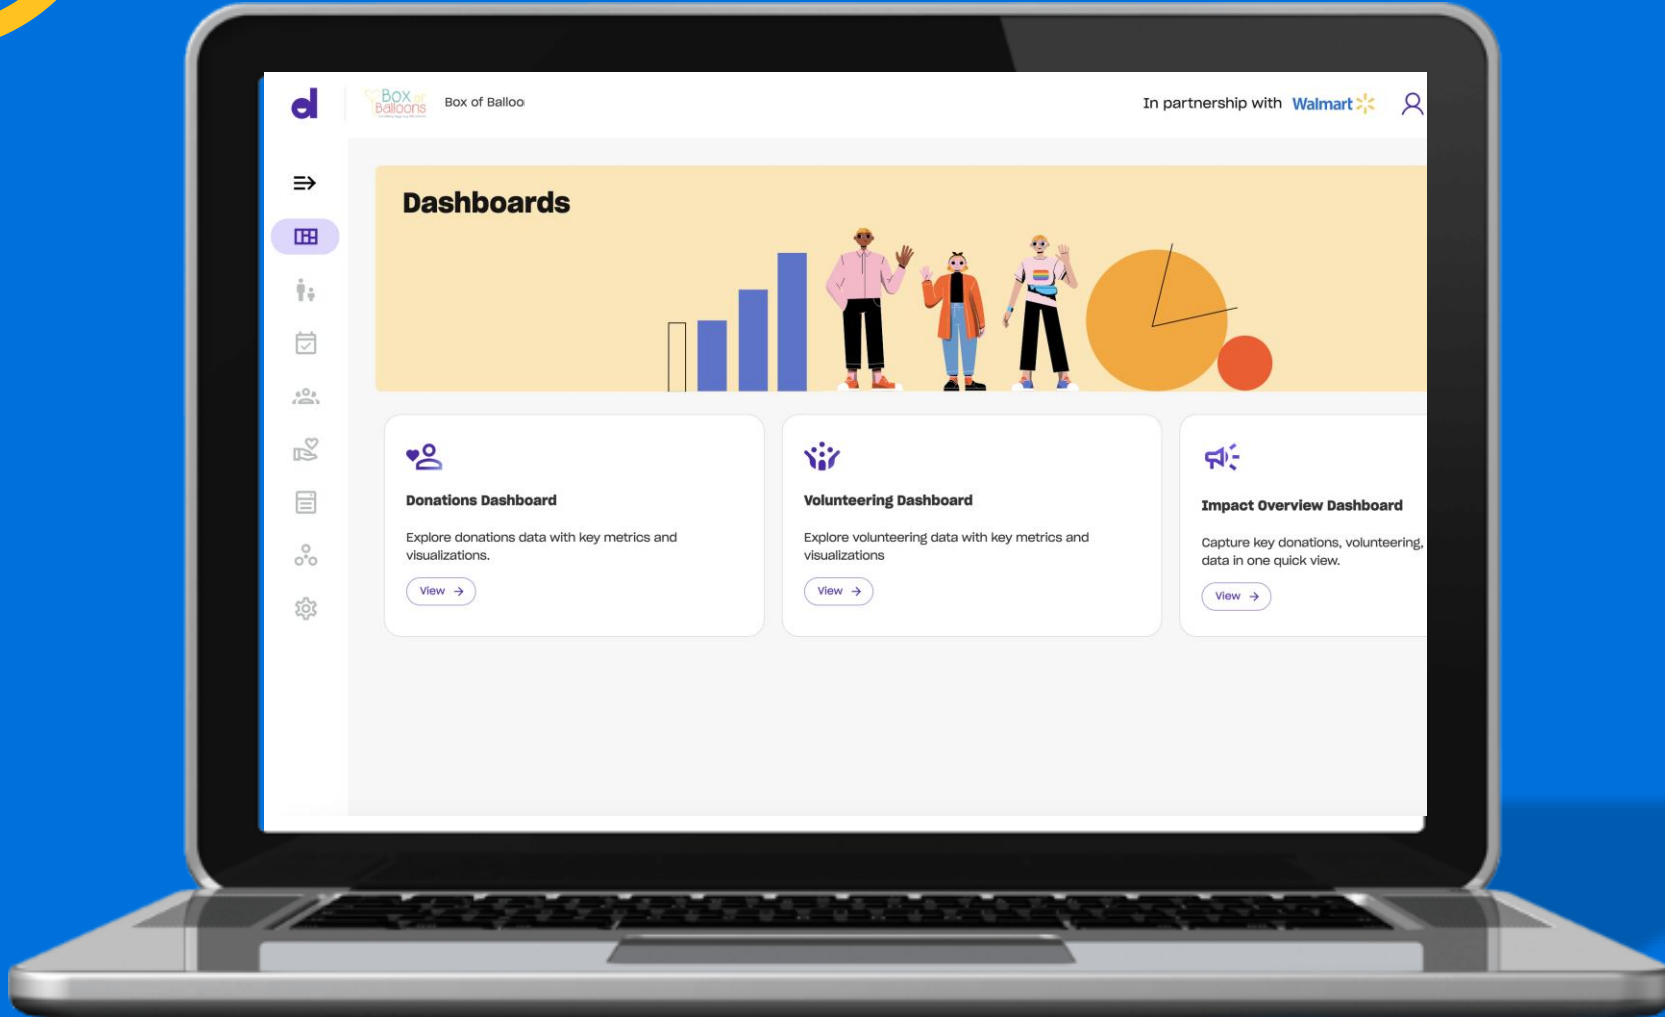 d
BOX of
Balloons
Box of Balloo
In partnership with Walmart
Dashboards
Donations Dashboard
Explore donations data with key metrics and
visualizations.
View →
Volunteering Dashboard
Explore volunteering data with key metrics and
visualizations
View →
Impact Overview Dashboard
Capture key donations, volunteering,
data in one quick view.
View →